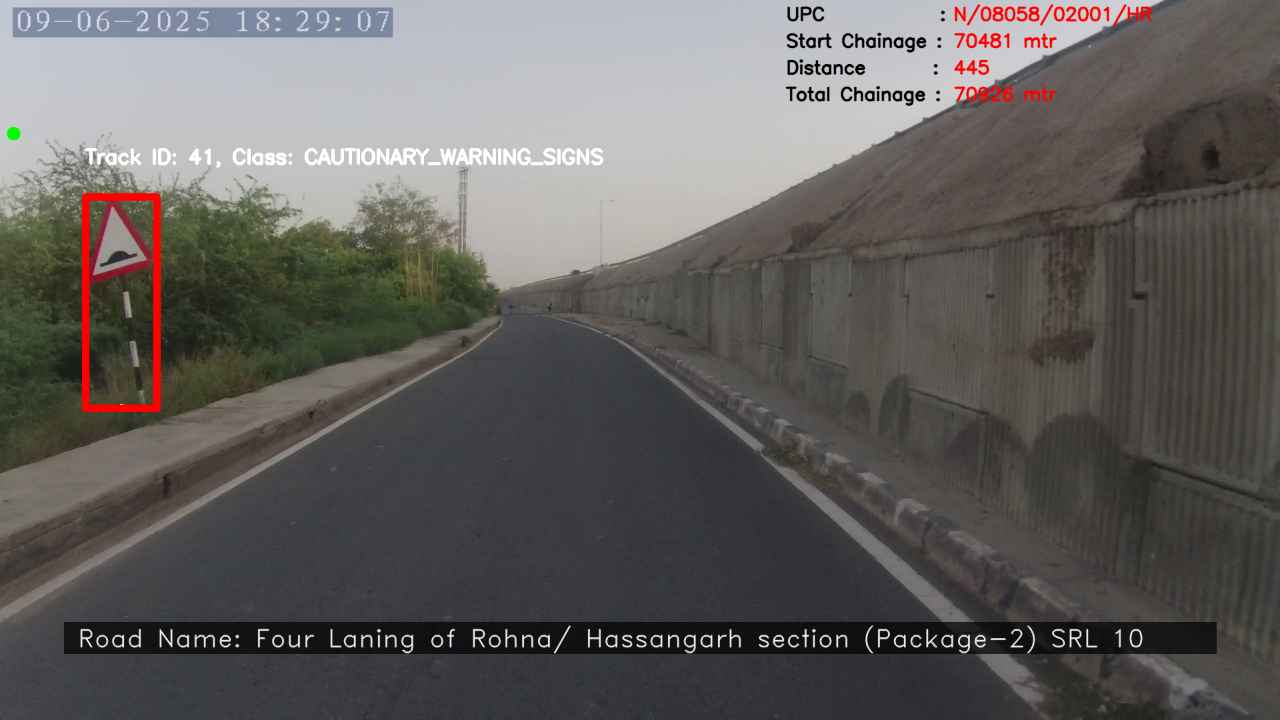 09-06-2025 18:29:07
UPC : N/08058/02001/HR
Start Chainage : 70481 mtr
Distance : 445
Total Chainage : 70926 mtr
Track ID: 41, Class: CAUTIONARY_WARNING_SIGNS
Road Name: Four Laning of Rohna/ Hassangarh section (Package-2) SRL 10